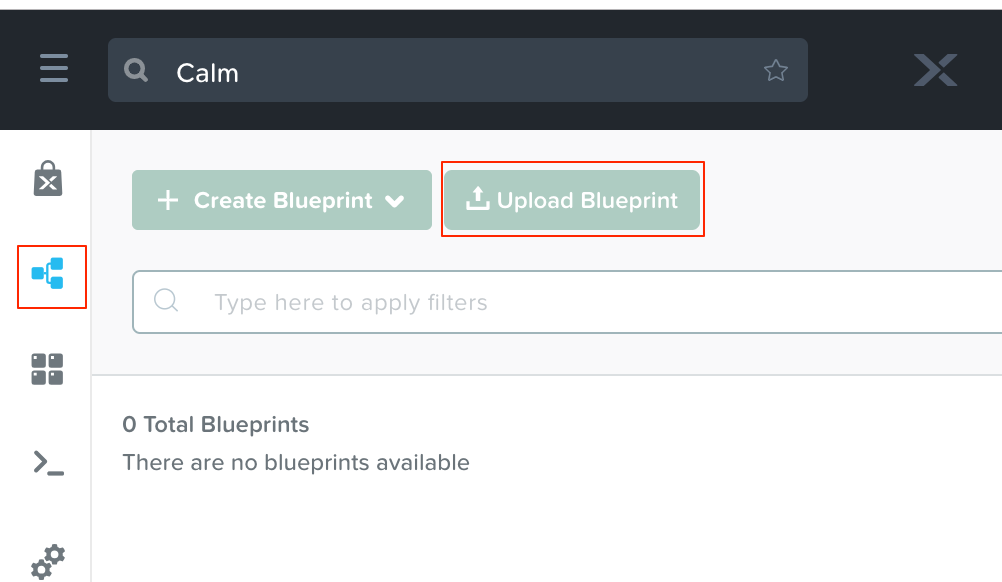 Calm
Create Blueprint
Upload Blueprint
Type here to apply filters
0 Total Blueprints
There are no blueprints available